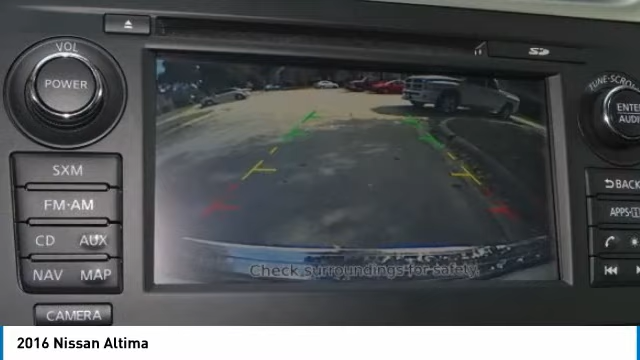 VOL
POWER
SXM
FM·AM
CD AUX
NAV MAP
CAMERA
SD
TUNE·SCROLL
ENTER
AUDIO
BACK
APPS
Check surroundings for safety.
2016 Nissan Altima